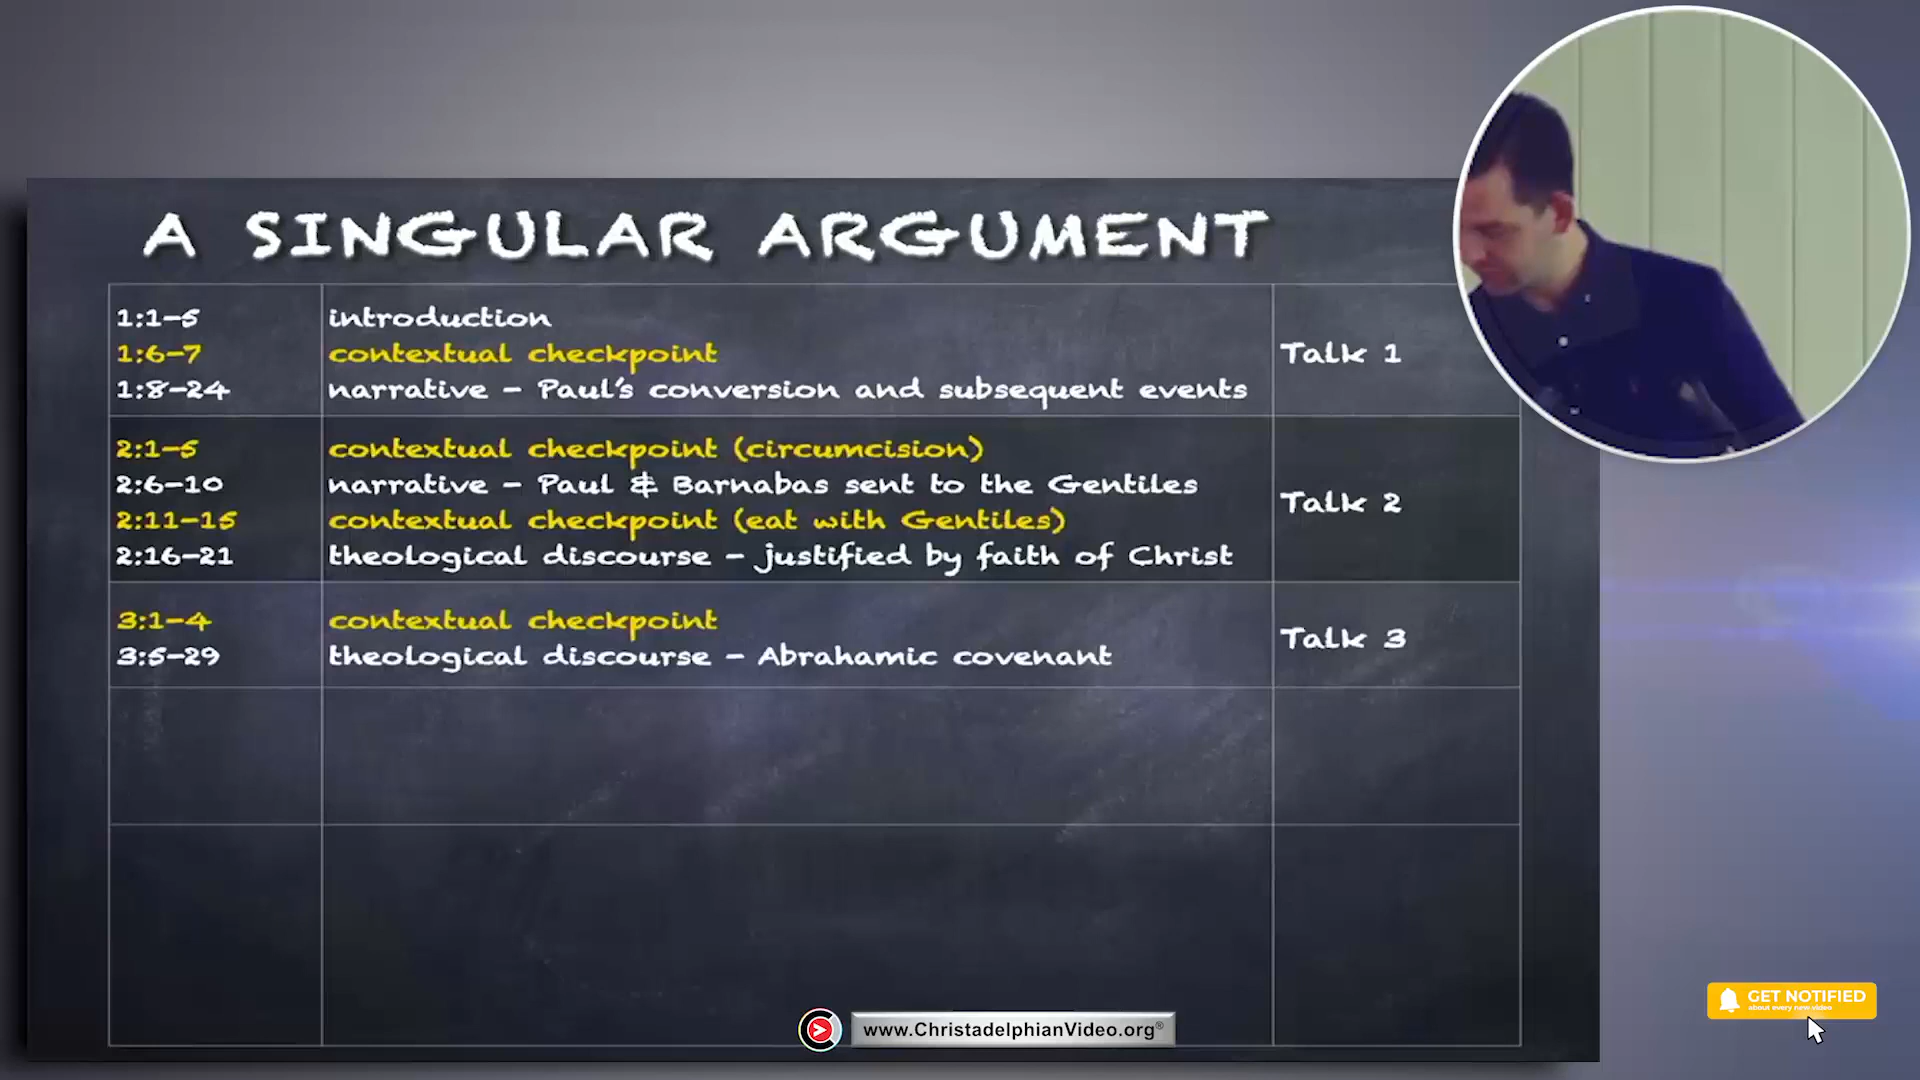 A SINGULAR ARGUMENT
1:1-5 introduction
1:6-7 contextual checkpoint
1:8-24 narrative - Paul's conversion and subsequent events
Talk 1
2:1-5 contextual checkpoint (circumcision)
2:6-10 narrative - Paul & Barnabas sent to the Gentiles
2:11-15 contextual checkpoint (eat with Gentiles)
2:16-21 theological discourse - justified by faith of Christ
Talk 2
3:1-4 contextual checkpoint
3:5-29 theological discourse - Abrahamic covenant
Talk 3
www.ChristadelphianVideo.org®
GET NOTIFIED
about every new video